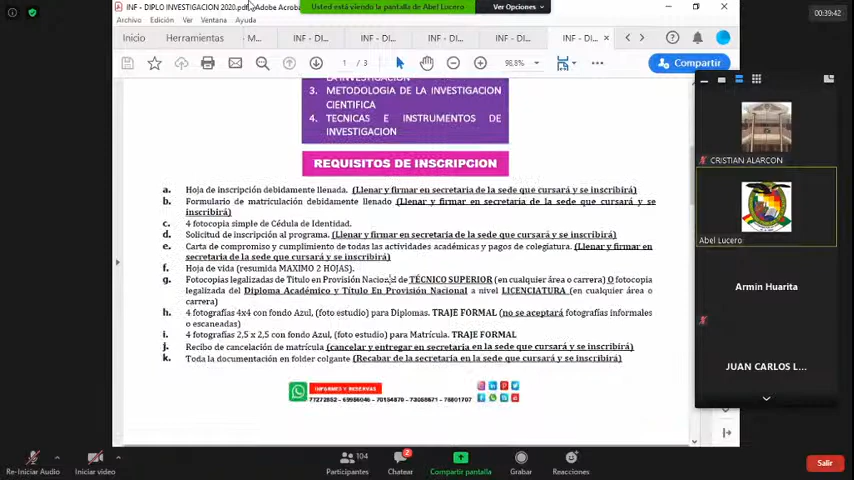 INF - DIPLO INVESTIGACION 2020.pdf - Adobe Acrobat
Usted está viendo la pantalla de Abel Lucero
Ver Opciones
00:39:42
Archivo Edición Ver Ventana Ayuda
Inicio Herramientas M... INF - DI... INF - DI... INF - DI... INF - DI... INF - DI...
1 / 3 98,8% Compartir
LA INVESTIGACION
3. METODOLOGIA DE LA INVESTIGACION
CIENTIFICA
4. TECNICAS E INSTRUMENTOS DE
INVESTIGACION
REQUISITOS DE INSCRIPCION
a. Hoja de inscripción debidamente llenada. (Llenar y firmar en secretaria de la sede que cursará y se inscribirá)
b. Formulario de matriculación debidamente llenado (Llenar y firmar en secretaria de la sede que cursará y se
inscribirá)
c. 4 fotocopia simple de Cédula de Identidad.
d. Solicitud de inscripción al programa. (Llenar y firmar en secretaria de la sede que cursará y se inscribirá)
e. Carta de compromiso y cumplimiento de todas las actividades académicas y pagos de colegiatura. (Llenar y firmar en
secretaria de la sede que cursará y se inscribirá)
f. Hoja de vida (resumida MAXIMO 2 HOJAS).
g. Fotocopias legalizadas de Título en Provisión Nacional de TÉCNICO SUPERIOR (en cualquier área o carrera) O fotocopia
legalizada del Diploma Académico y Título En Provisión Nacional a nivel LICENCIATURA (en cualquier área o
carrera)
h. 4 fotografías 4x4 con fondo Azul, (foto estudio) para Diplomas. TRAJE FORMAL (no se aceptará fotografías informales
o escaneadas)
i. 4 fotografías 2,5 x 2,5 con fondo Azul, (foto estudio) para Matrícula. TRAJE FORMAL
j. Recibo de cancelación de matrícula (cancelar y entregar en secretaria en la sede que cursará y se inscribirá)
k. Toda la documentación en folder colgante (Recabar de la secretaria en la sede que cursará y se inscribirá)
INFORMES Y RESERVAS
CRISTIAN ALARCON
Abel Lucero
Armin Huarita
JUAN CARLOS L...
Re-Iniciar Audio Iniciar video 104 Participantes 2 Chatear Compartir pantalla Grabar Reacciones Salir